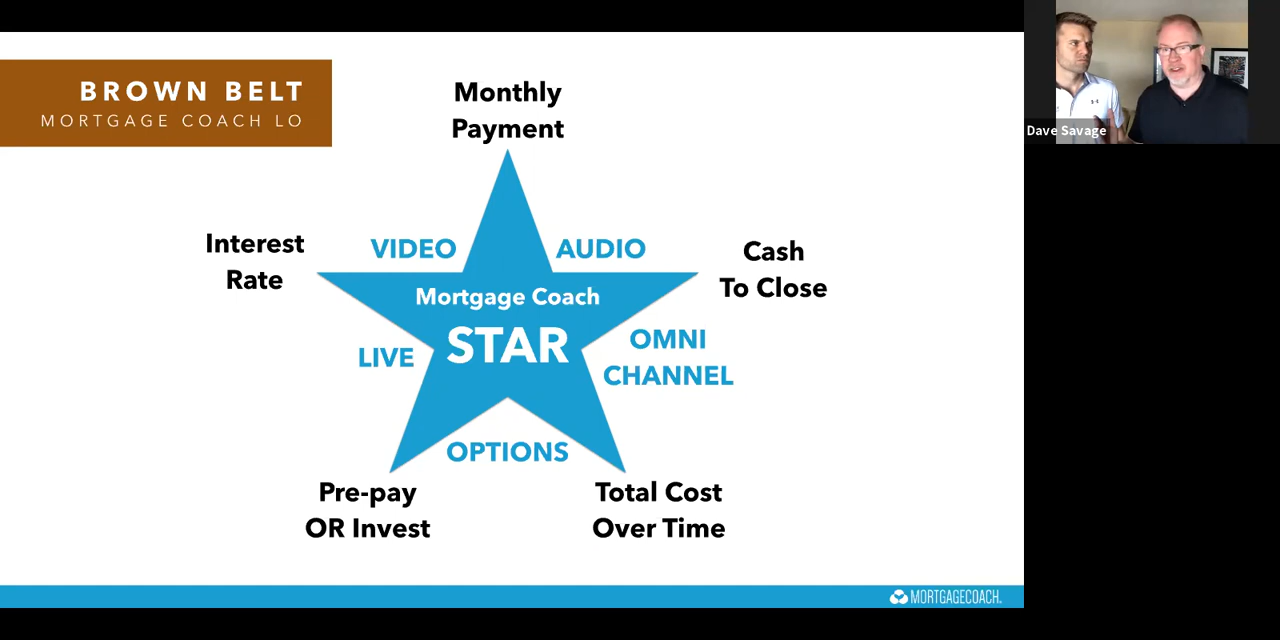 BROWN BELT
MORTGAGE COACH LO
Monthly
Payment
Interest
Rate
VIDEO
AUDIO
Cash
To Close
Mortgage Coach
STAR
LIVE
OMNI
CHANNEL
OPTIONS
Pre-pay
OR Invest
Total Cost
Over Time
MORTGAGECOACH.
Dave Savage